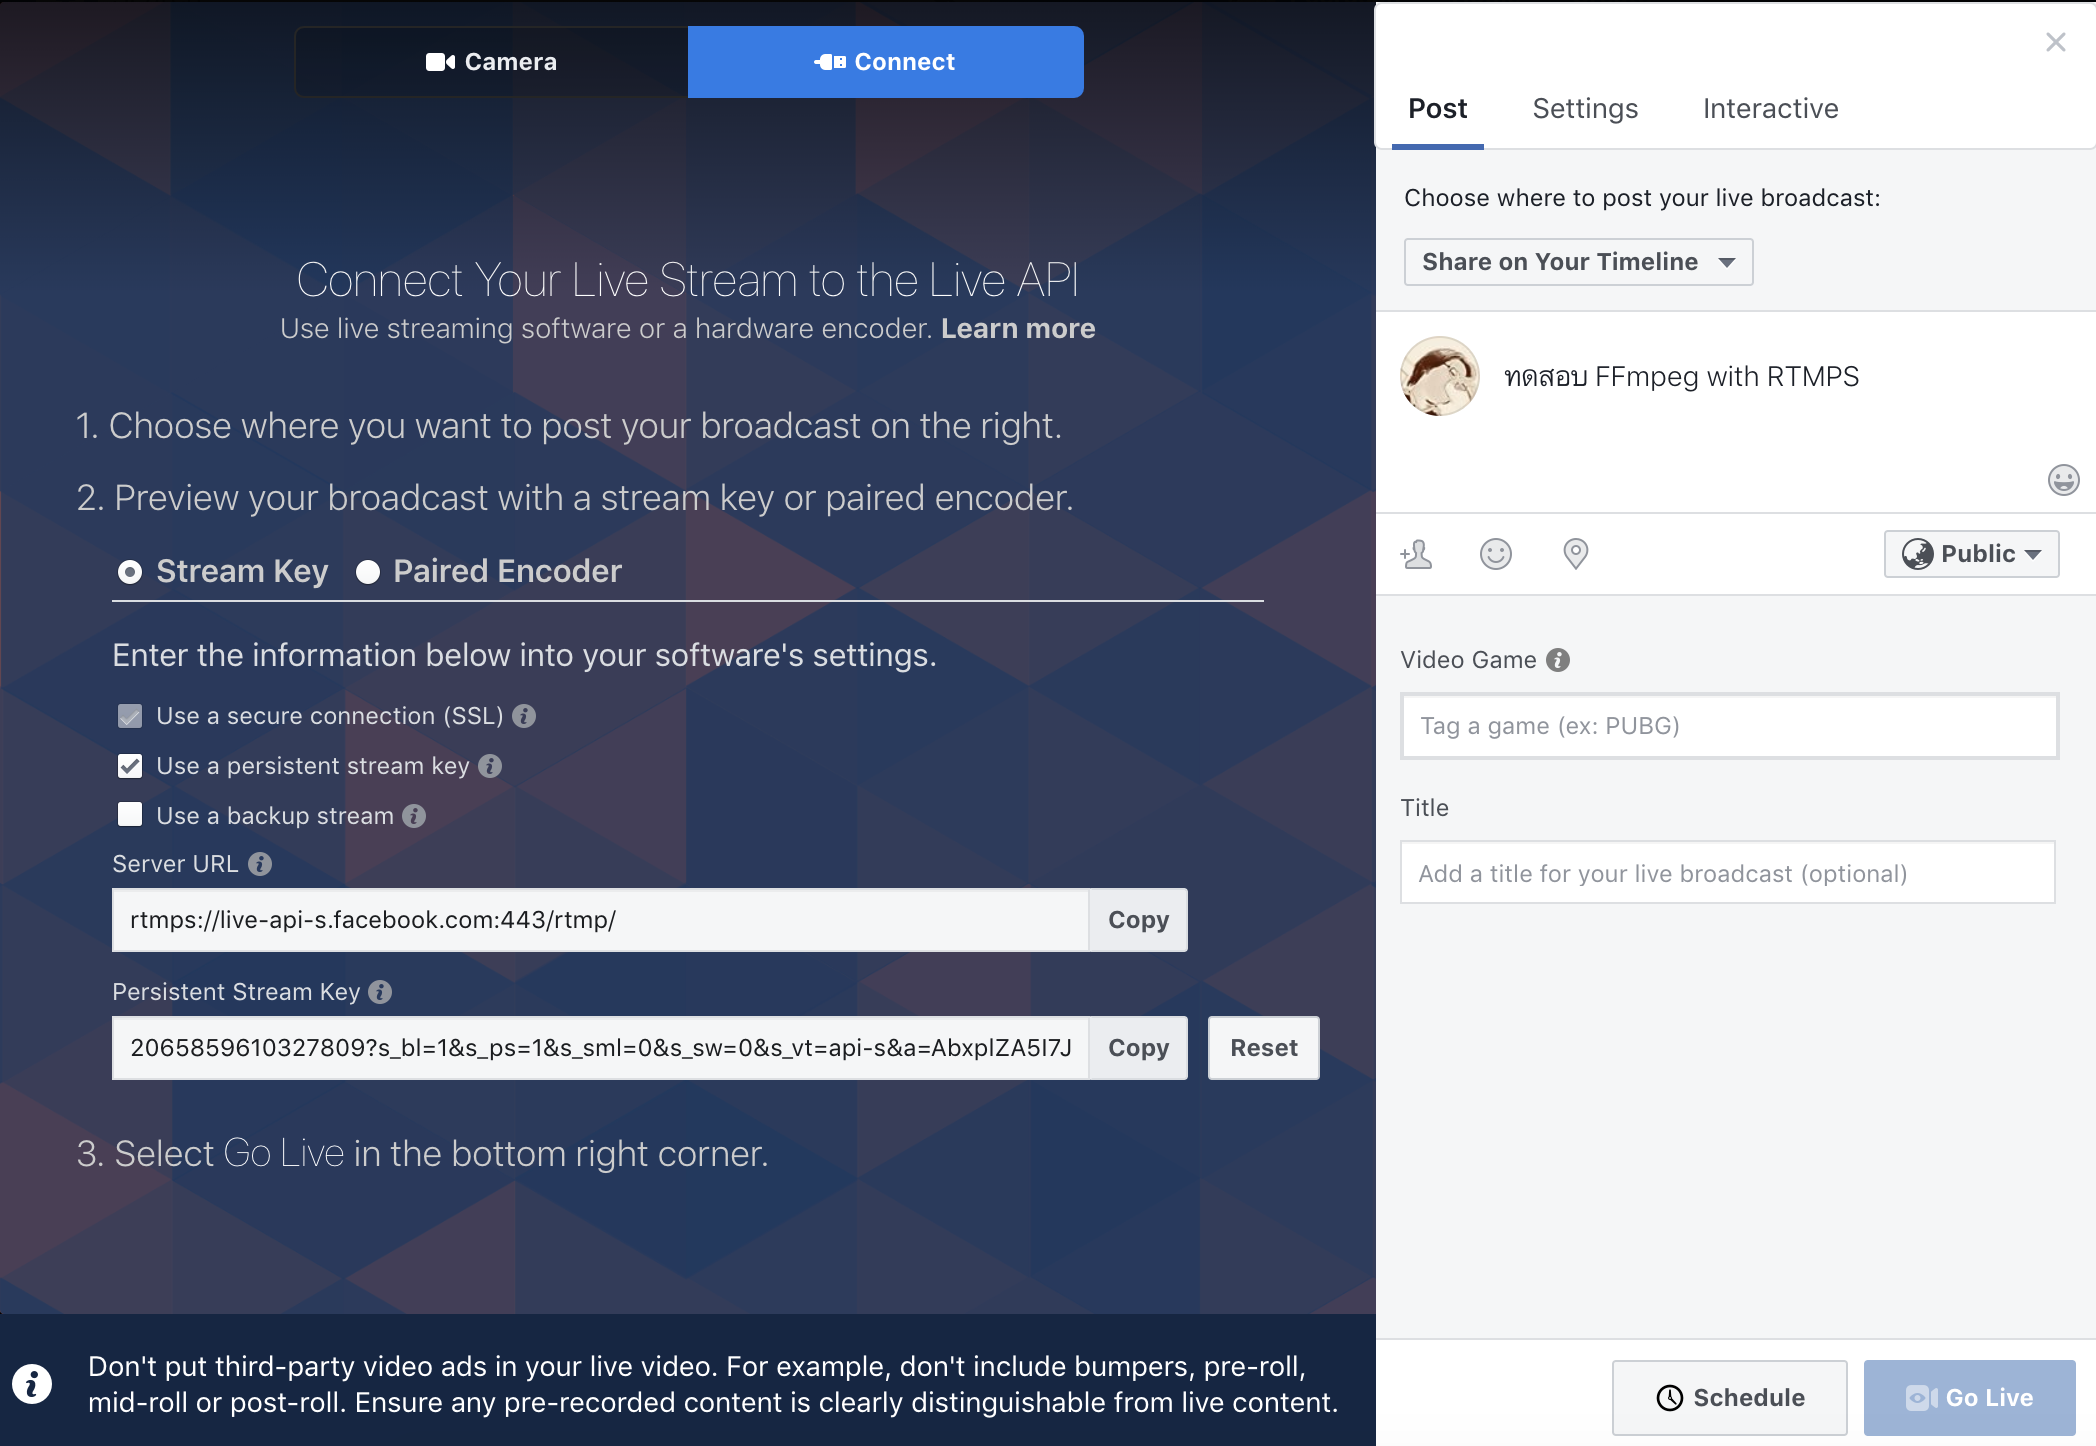 Camera
Connect
Connect Your Live Stream to the Live API
Use live streaming software or a hardware encoder. Learn more
1. Choose where you want to post your broadcast on the right.
2. Preview your broadcast with a stream key or paired encoder.
Stream Key
Paired Encoder
Enter the information below into your software's settings.
Use a secure connection (SSL)
Use a persistent stream key
Use a backup stream
Server URL
rtmps://live-api-s.facebook.com:443/rtmp/
Copy
Persistent Stream Key
2065859610327809?s_bl=1&s_ps=1&s_sml=0&s_sw=0&s_vt=api-s&a=AbxplZA5I7J
Copy
Reset
3. Select Go Live in the bottom right corner.
Don't put third-party video ads in your live video. For example, don't include bumpers, pre-roll,
mid-roll or post-roll. Ensure any pre-recorded content is clearly distinguishable from live content.
Post
Settings
Interactive
Choose where to post your live broadcast:
Share on Your Timeline
ทดสอบ FFmpeg with RTMPS
Public
Video Game
Tag a game (ex: PUBG)
Title
Add a title for your live broadcast (optional)
Schedule
Go Live